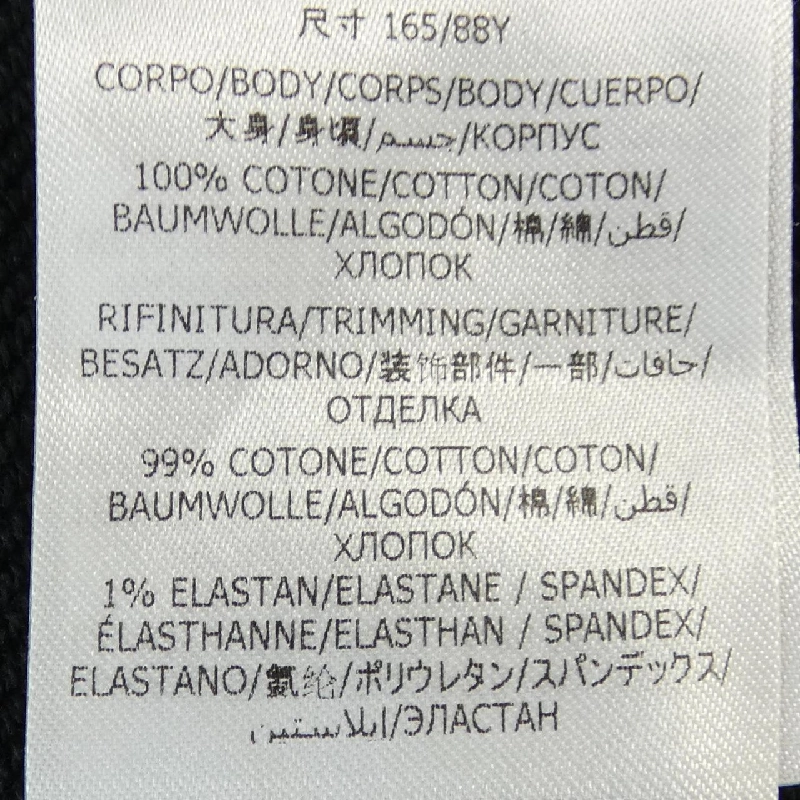 尺寸 165/88Y
CORPO/BODY/CORPS/BODY/CUERPO/
大身/身頃/جسم/КОРПУС
100% COTONE/COTTON/COTON/
BAUMWOLLE/ALGODÓN/棉/綿/قطن/
ХЛОПОК
RIFINITURA/TRIMMING/GARNITURE/
BESATZ/ADORNO/装饰部件/一部/حافات/
ОТДЕЛКА
99% COTONE/COTTON/COTON/
BAUMWOLLE/ALGODÓN/棉/綿/قطن/
ХЛОПОК
1% ELASTAN/ELASTANE / SPANDEX/
ÉLASTHANNE/ELASTHAN / SPANDEX/
ELASTANO/氨纶/ポリウレタン/スパンデックス/
ايلاستين/ЭЛАСТАН